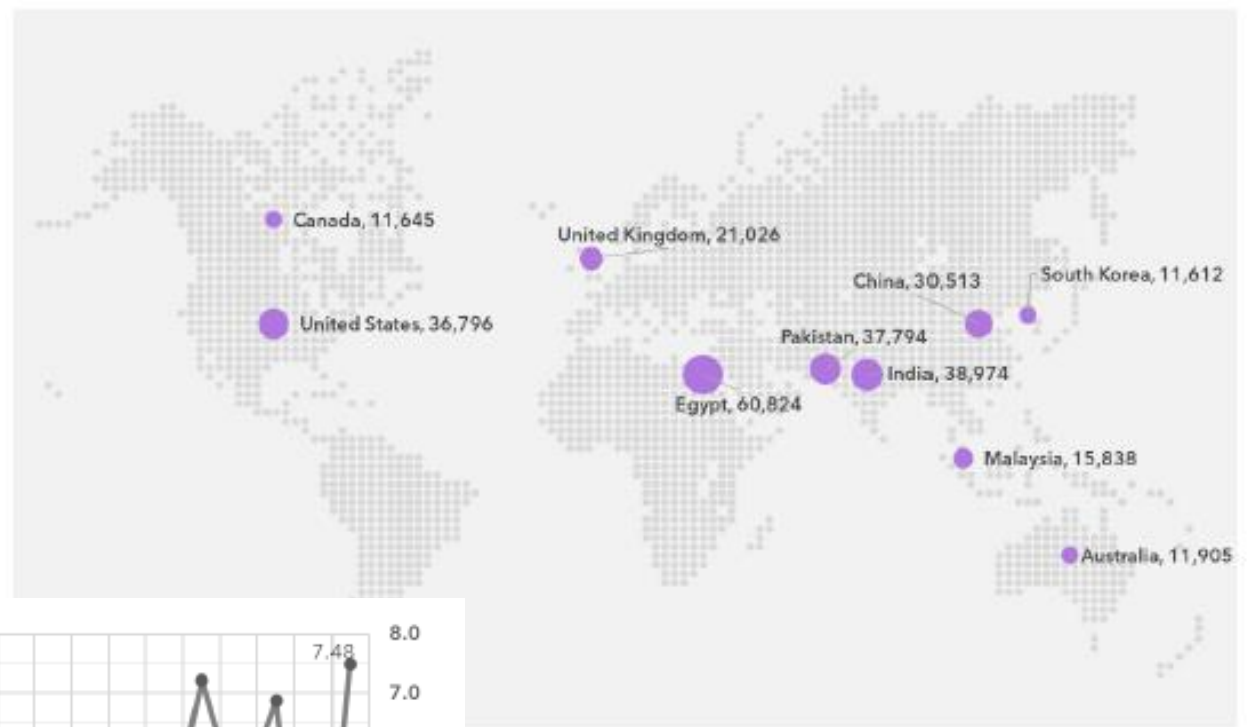 Canada, 11,645
United Kingdom, 21,026
China, 30,513
South Korea, 11,612
United States, 36,796
Pakistan, 37,794
India, 38,974
Egypt, 60,824
Malaysia, 15,838
Australia, 11,905
8.0
7.48
7.0